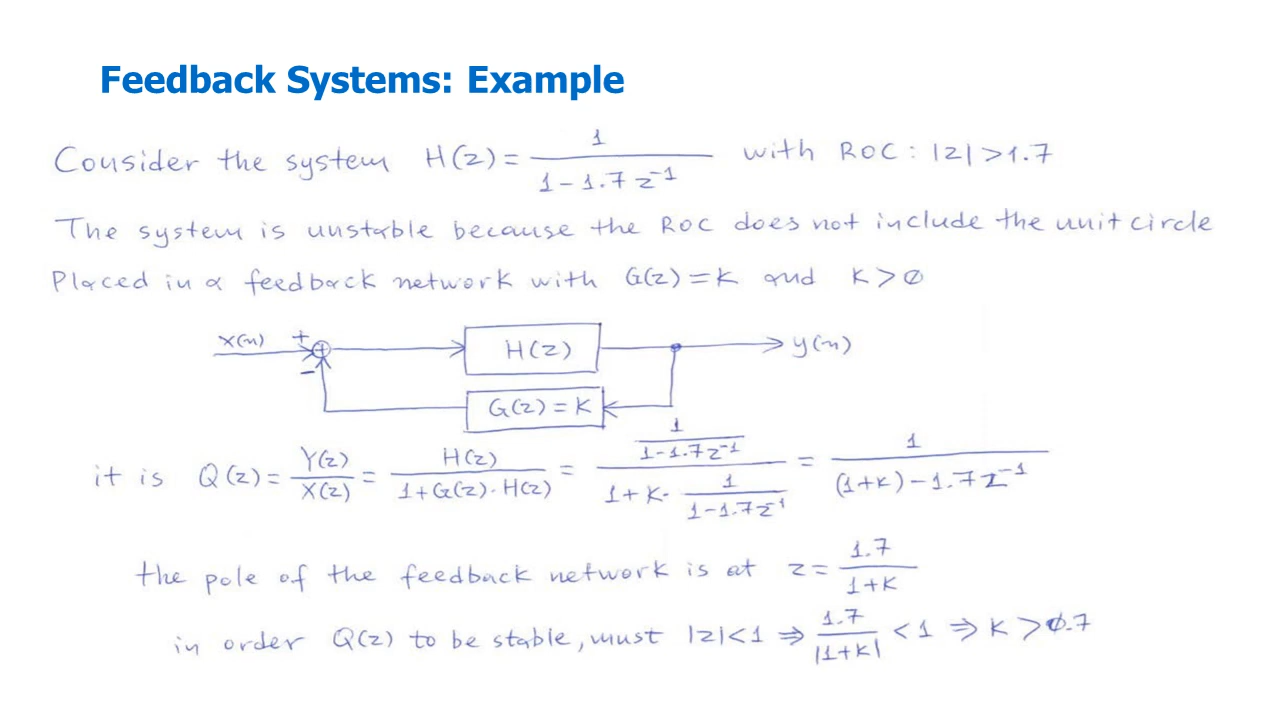 Feedback Systems: Example
Consider the system H(z) = 1 / (1 - 1.7 z⁻¹) with ROC: |z| > 1.7
The system is unstable because the ROC does not include the unit circle
Placed in a feedback network with G(z) = K and K > 0
x(n) + − H(z) y(n)
G(z) = K
it is Q(z) = Y(z) / X(z) = H(z) / (1 + G(z)·H(z)) = (1 / (1 - 1.7z⁻¹)) / (1 + K· 1 / (1 - 1.7z⁻¹)) = 1 / ((1+K) - 1.7z⁻¹)
the pole of the feedback network is at z = 1.7 / (1+K)
in order Q(z) to be stable, must |z| < 1 ⇒ 1.7 / |1+K| < 1 ⇒ K > 0.7